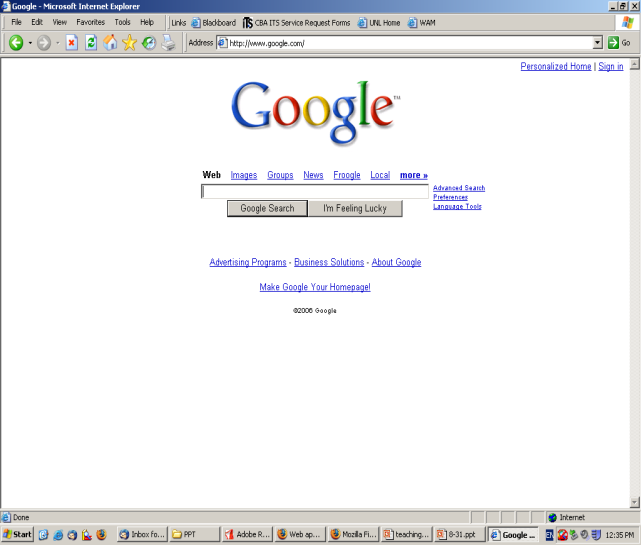 Google - Microsoft Internet Explorer
File Edit View Favorites Tools Help Links Blackboard ITS CBA ITS Service Request Forms UNL Home WAM
Address http://www.google.com/ Go
Personalized Home | Sign in
Google™
Web Images Groups News Froogle Local more »
Advanced Search
Preferences
Language Tools
Google Search I'm Feeling Lucky
Advertising Programs - Business Solutions - About Google
Make Google Your Homepage!
©2006 Google
Done Internet
Start Inbox fo... PPT Adobe R... Web ap... Mozilla Fi... teaching... 8-31.ppt Google ... EN 12:35 PM